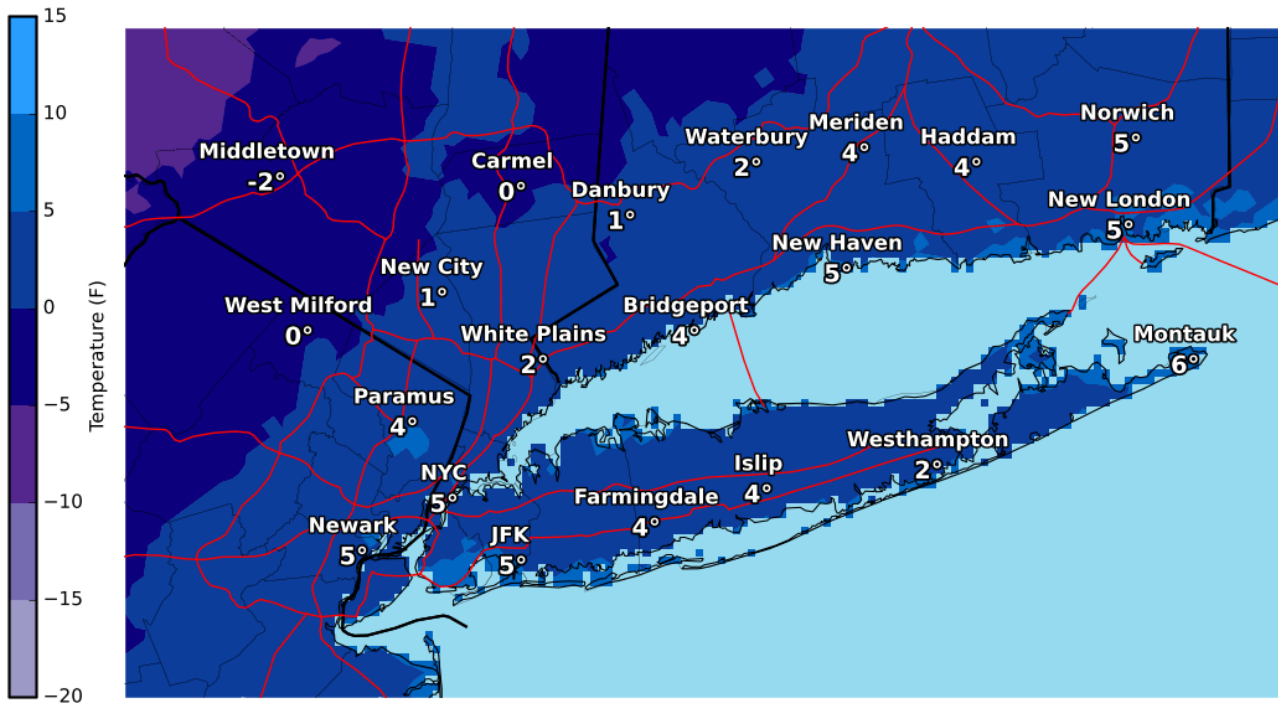 15
10
5
0
−5
−10
−15
−20
Temperature (F)
Middletown
-2°
Carmel
0°
Danbury
1°
Waterbury
2°
Meriden
4°
Haddam
4°
Norwich
5°
New London
5°
New Haven
5°
New City
1°
West Milford
0°
White Plains
2°
Bridgeport
4°
Montauk
6°
Paramus
4°
NYC
5°
Newark
5°
JFK
5°
Farmingdale
4°
Islip
4°
Westhampton
2°